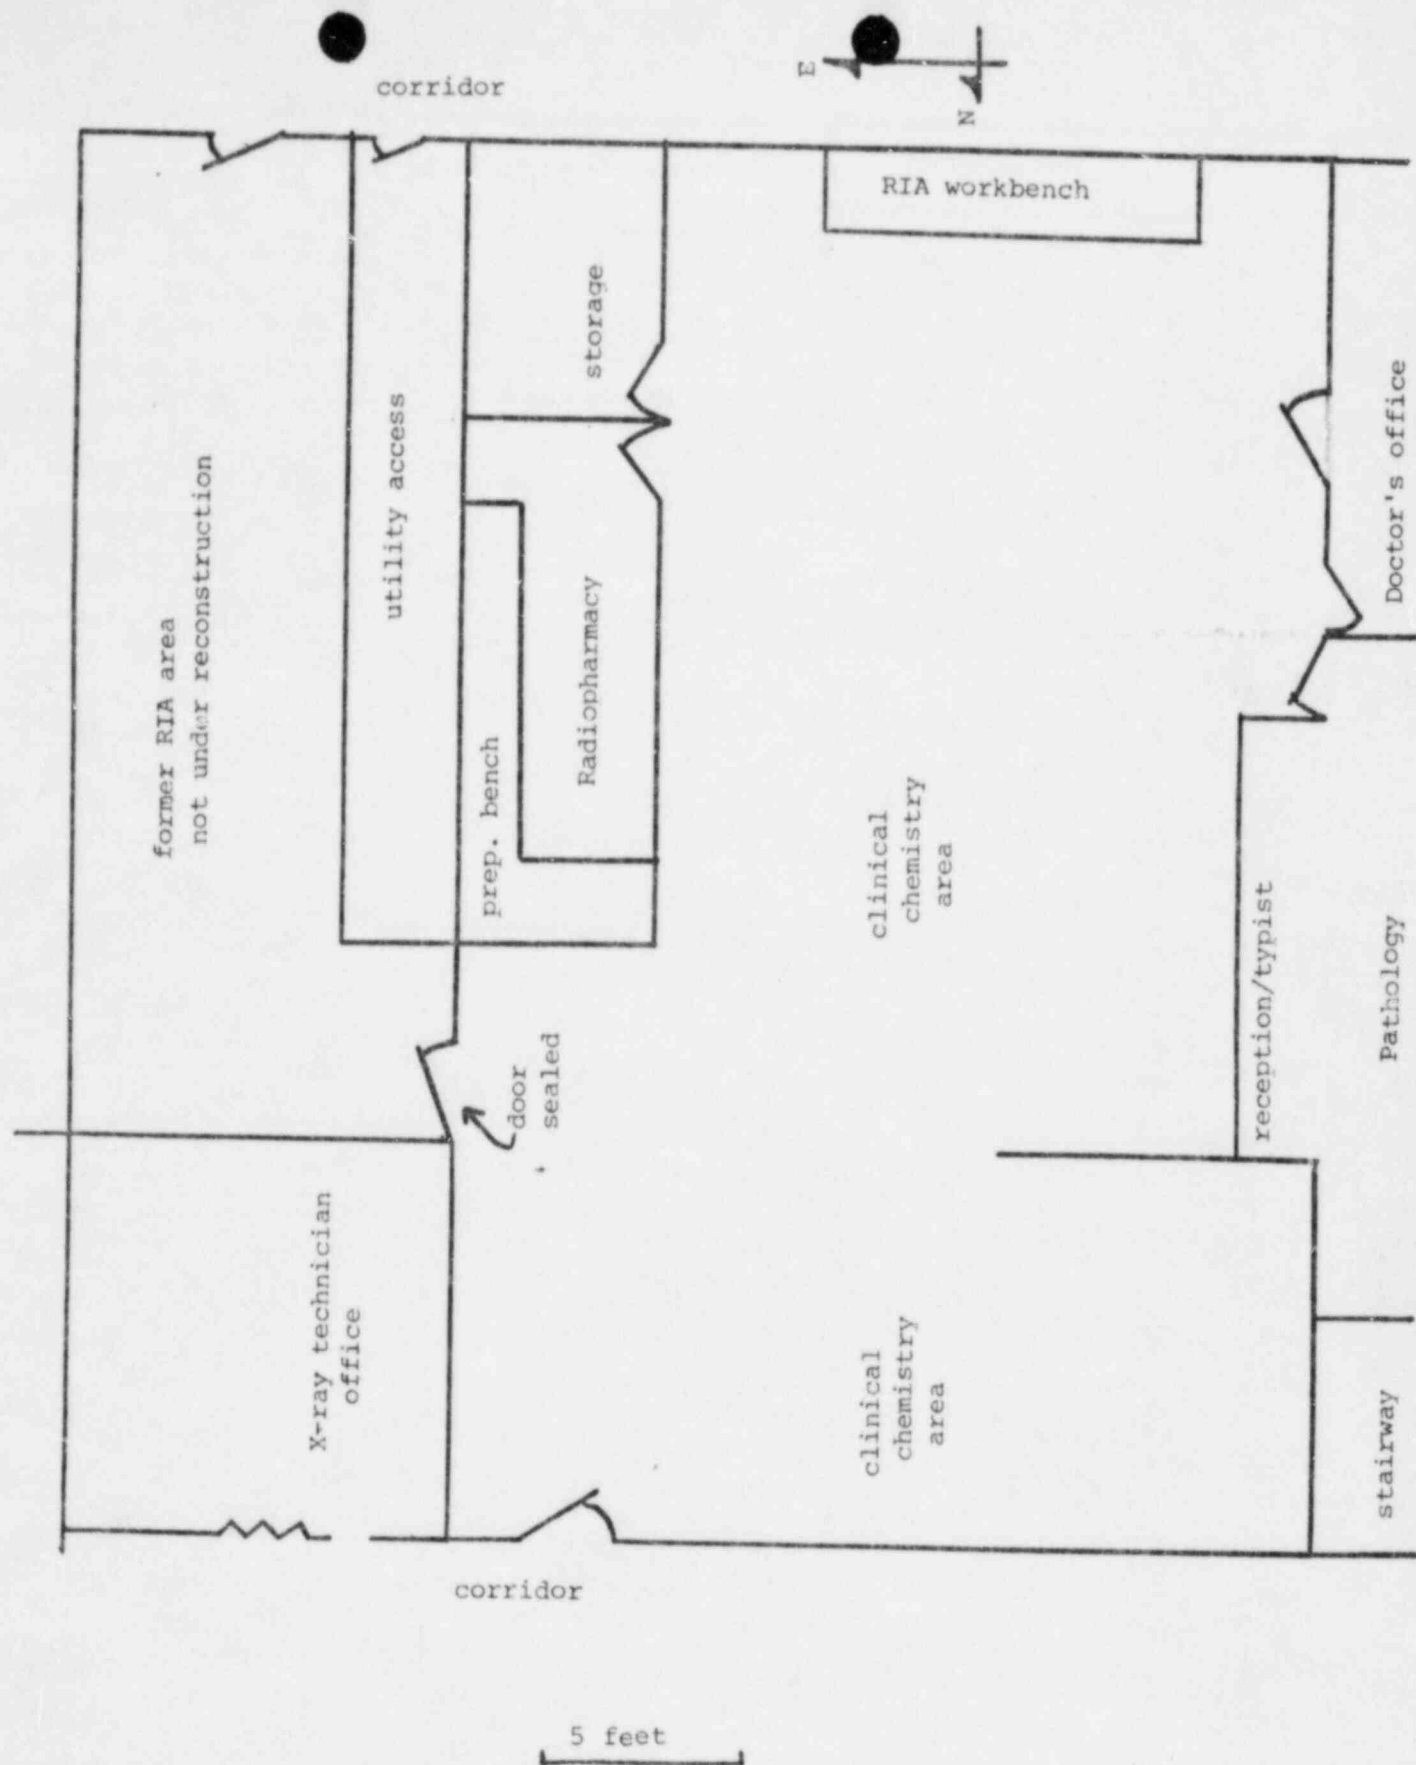 corridor
E
N
RIA workbench
storage
utility access
former RIA area
not under reconstruction
Radiopharmacy
prep. bench
Doctor's office
clinical
chemistry
area
reception/typist
Pathology
door
sealed
X-ray technician
office
clinical
chemistry
area
stairway
corridor
5 feet